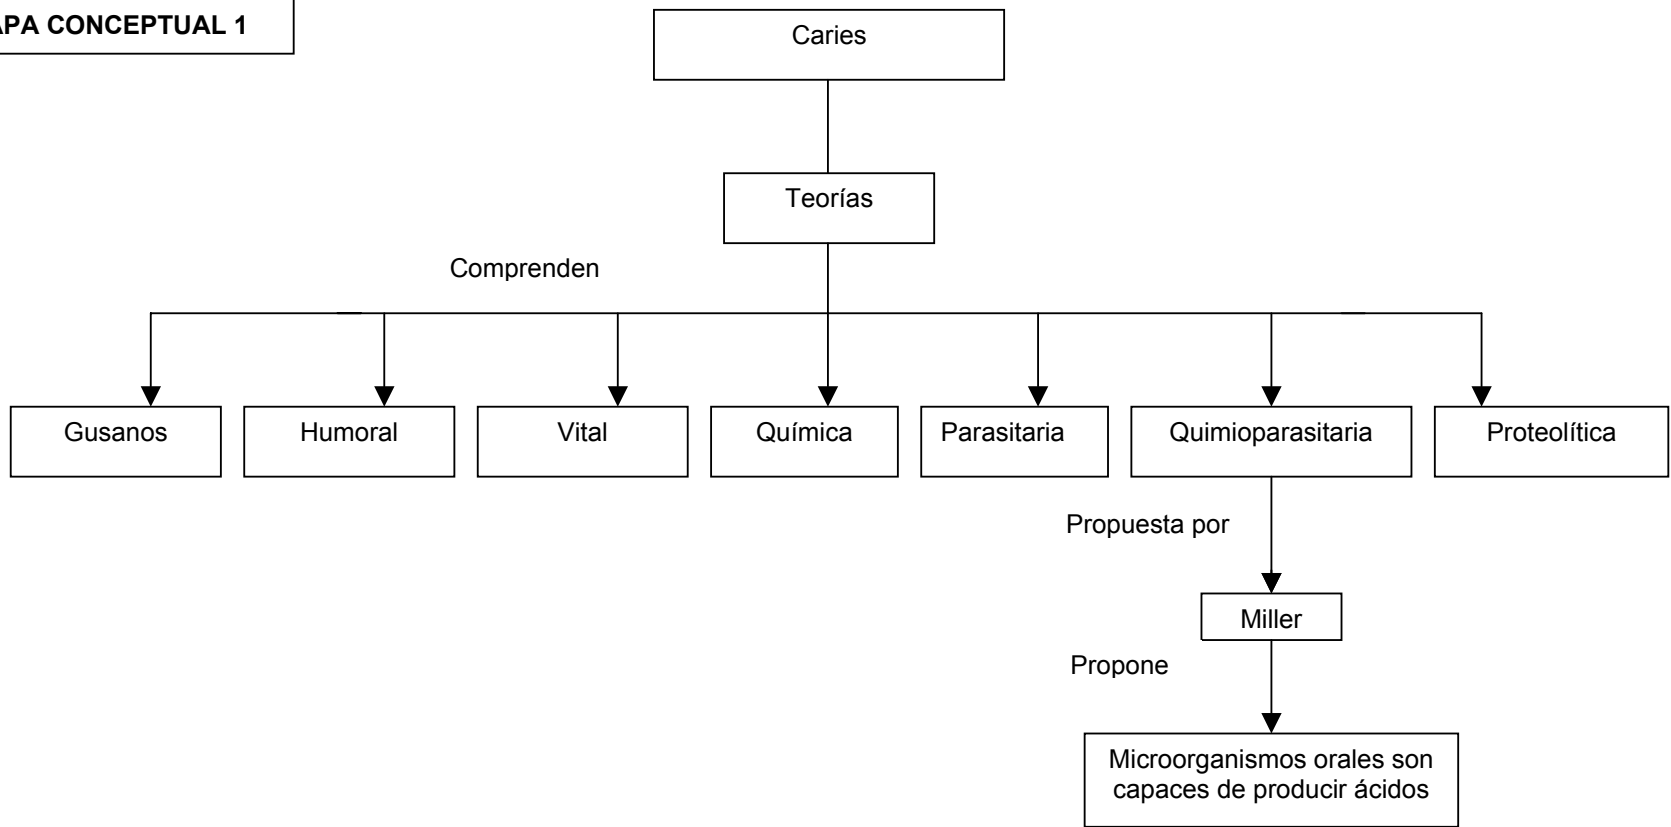 APA CONCEPTUAL 1
Caries
Teorías
Comprenden
Gusanos
Humoral
Vital
Química
Parasitaria
Quimioparasitaria
Proteolítica
Propuesta por
Miller
Propone
Microorganismos orales son
capaces de producir ácidos